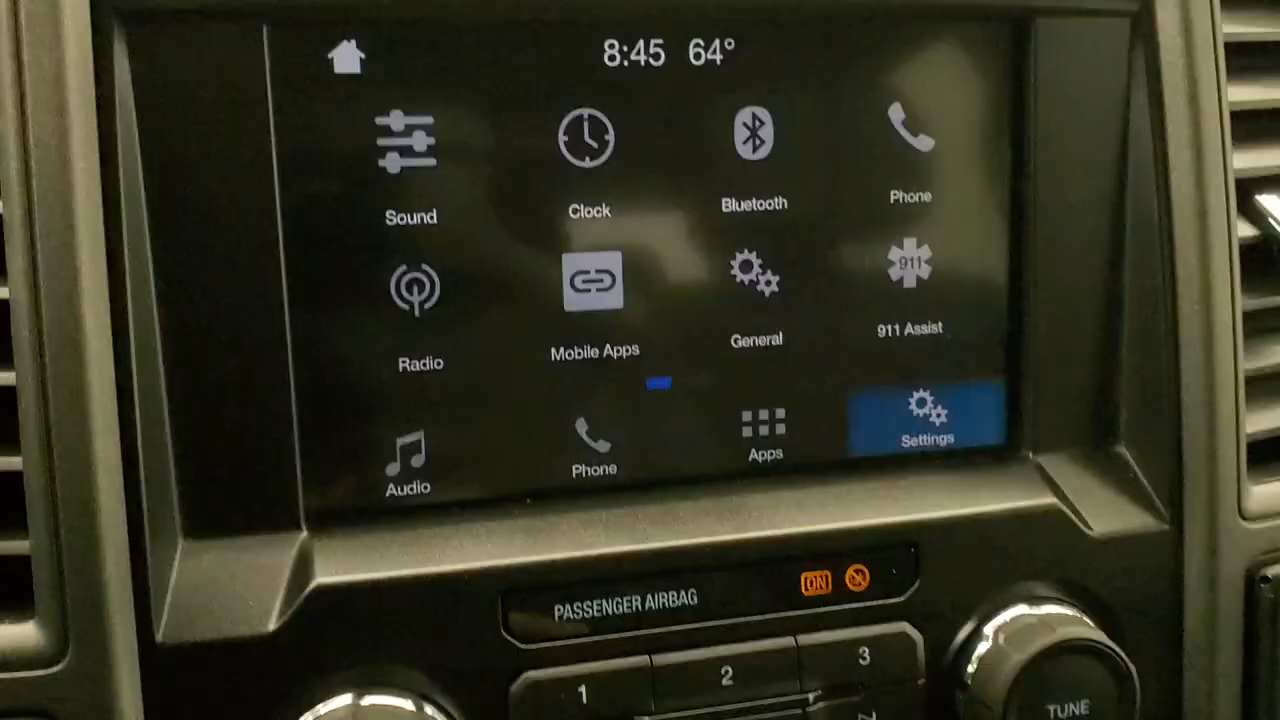 8:45 64°
Sound
Clock
Bluetooth
Phone
911
Radio
Mobile Apps
General
911 Assist
Audio
Phone
Apps
Settings
PASSENGER AIRBAG
ON
1
2
3
TUNE